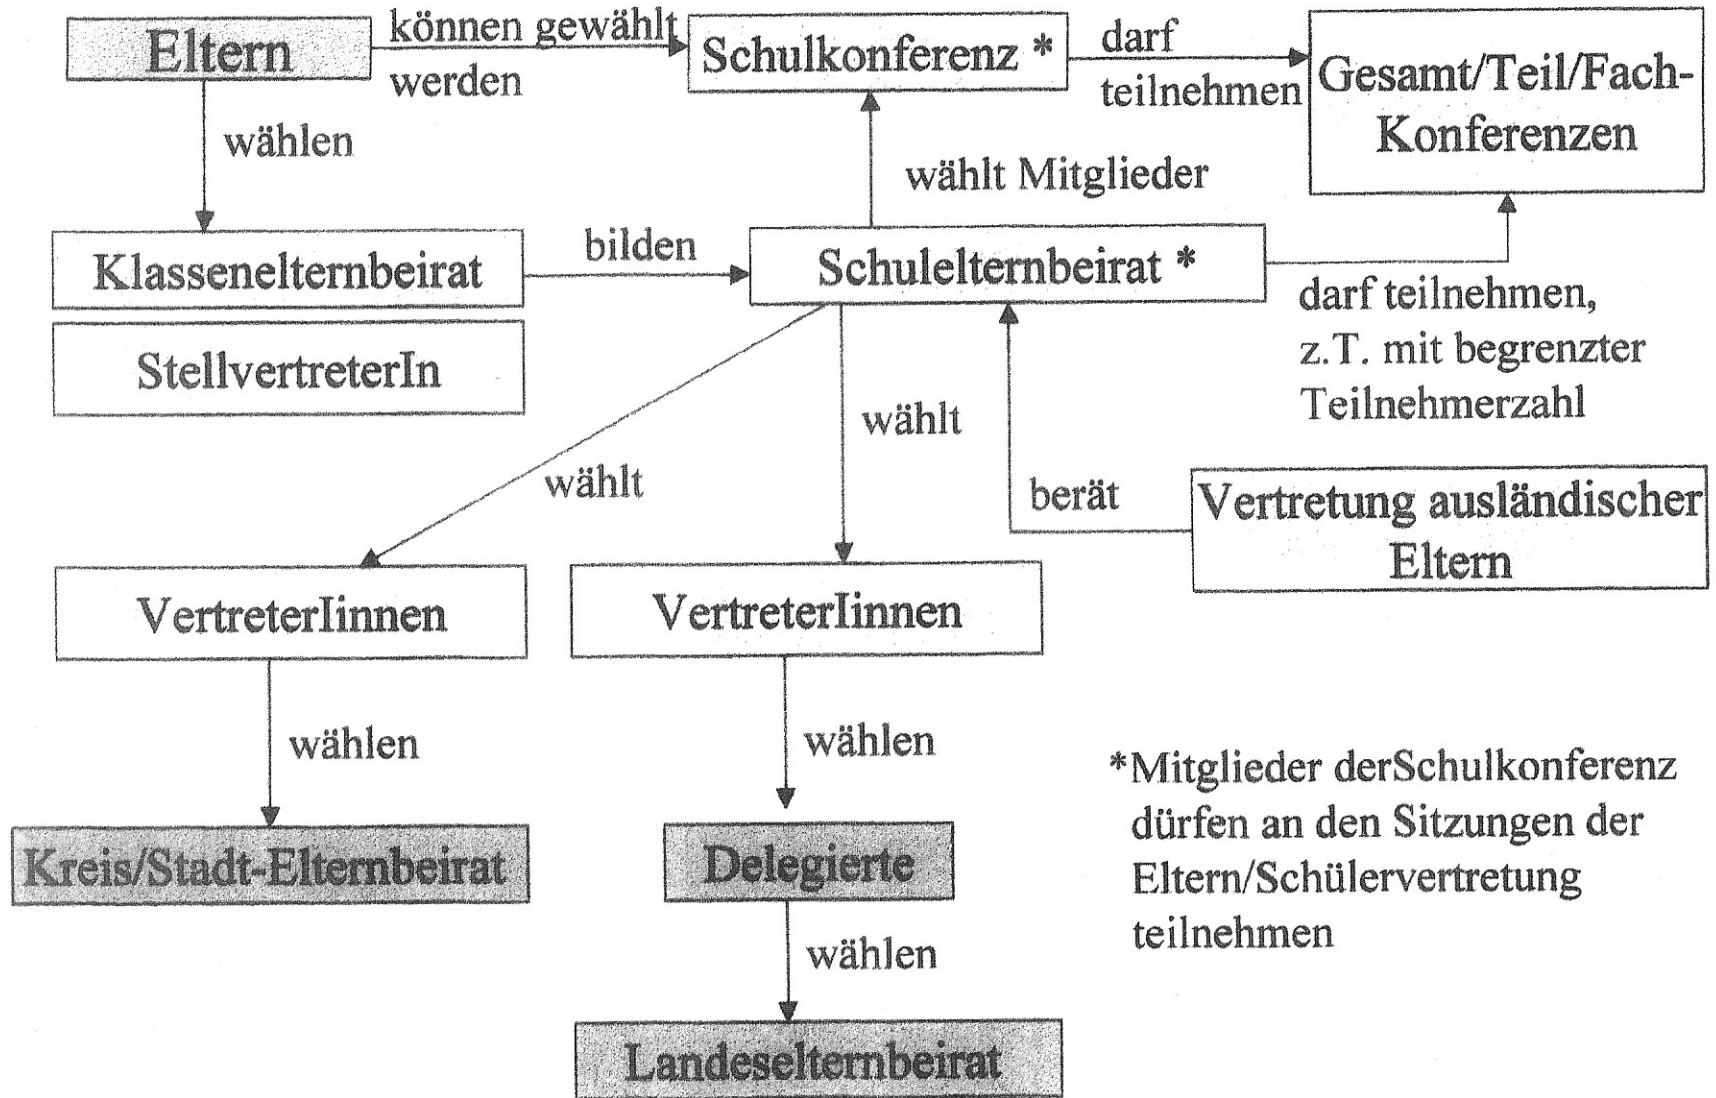 Eltern
können gewählt
werden
Schulkonferenz *
darf
teilnehmen
Gesamt/Teil/Fach-
Konferenzen
wählen
wählt Mitglieder
Klassenelternbeirat
bilden
Schulelternbeirat *
darf teilnehmen,
z.T. mit begrenzter
Teilnehmerzahl
StellvertreterIn
wählt
wählt
berät
Vertretung ausländischer
Eltern
VertreterIinnen
VertreterIinnen
wählen
wählen
Kreis/Stadt-Elternbeirat
Delegierte
wählen
Landeselternbeirat
*Mitglieder derSchulkonferenz
dürfen an den Sitzungen der
Eltern/Schülervertretung
teilnehmen